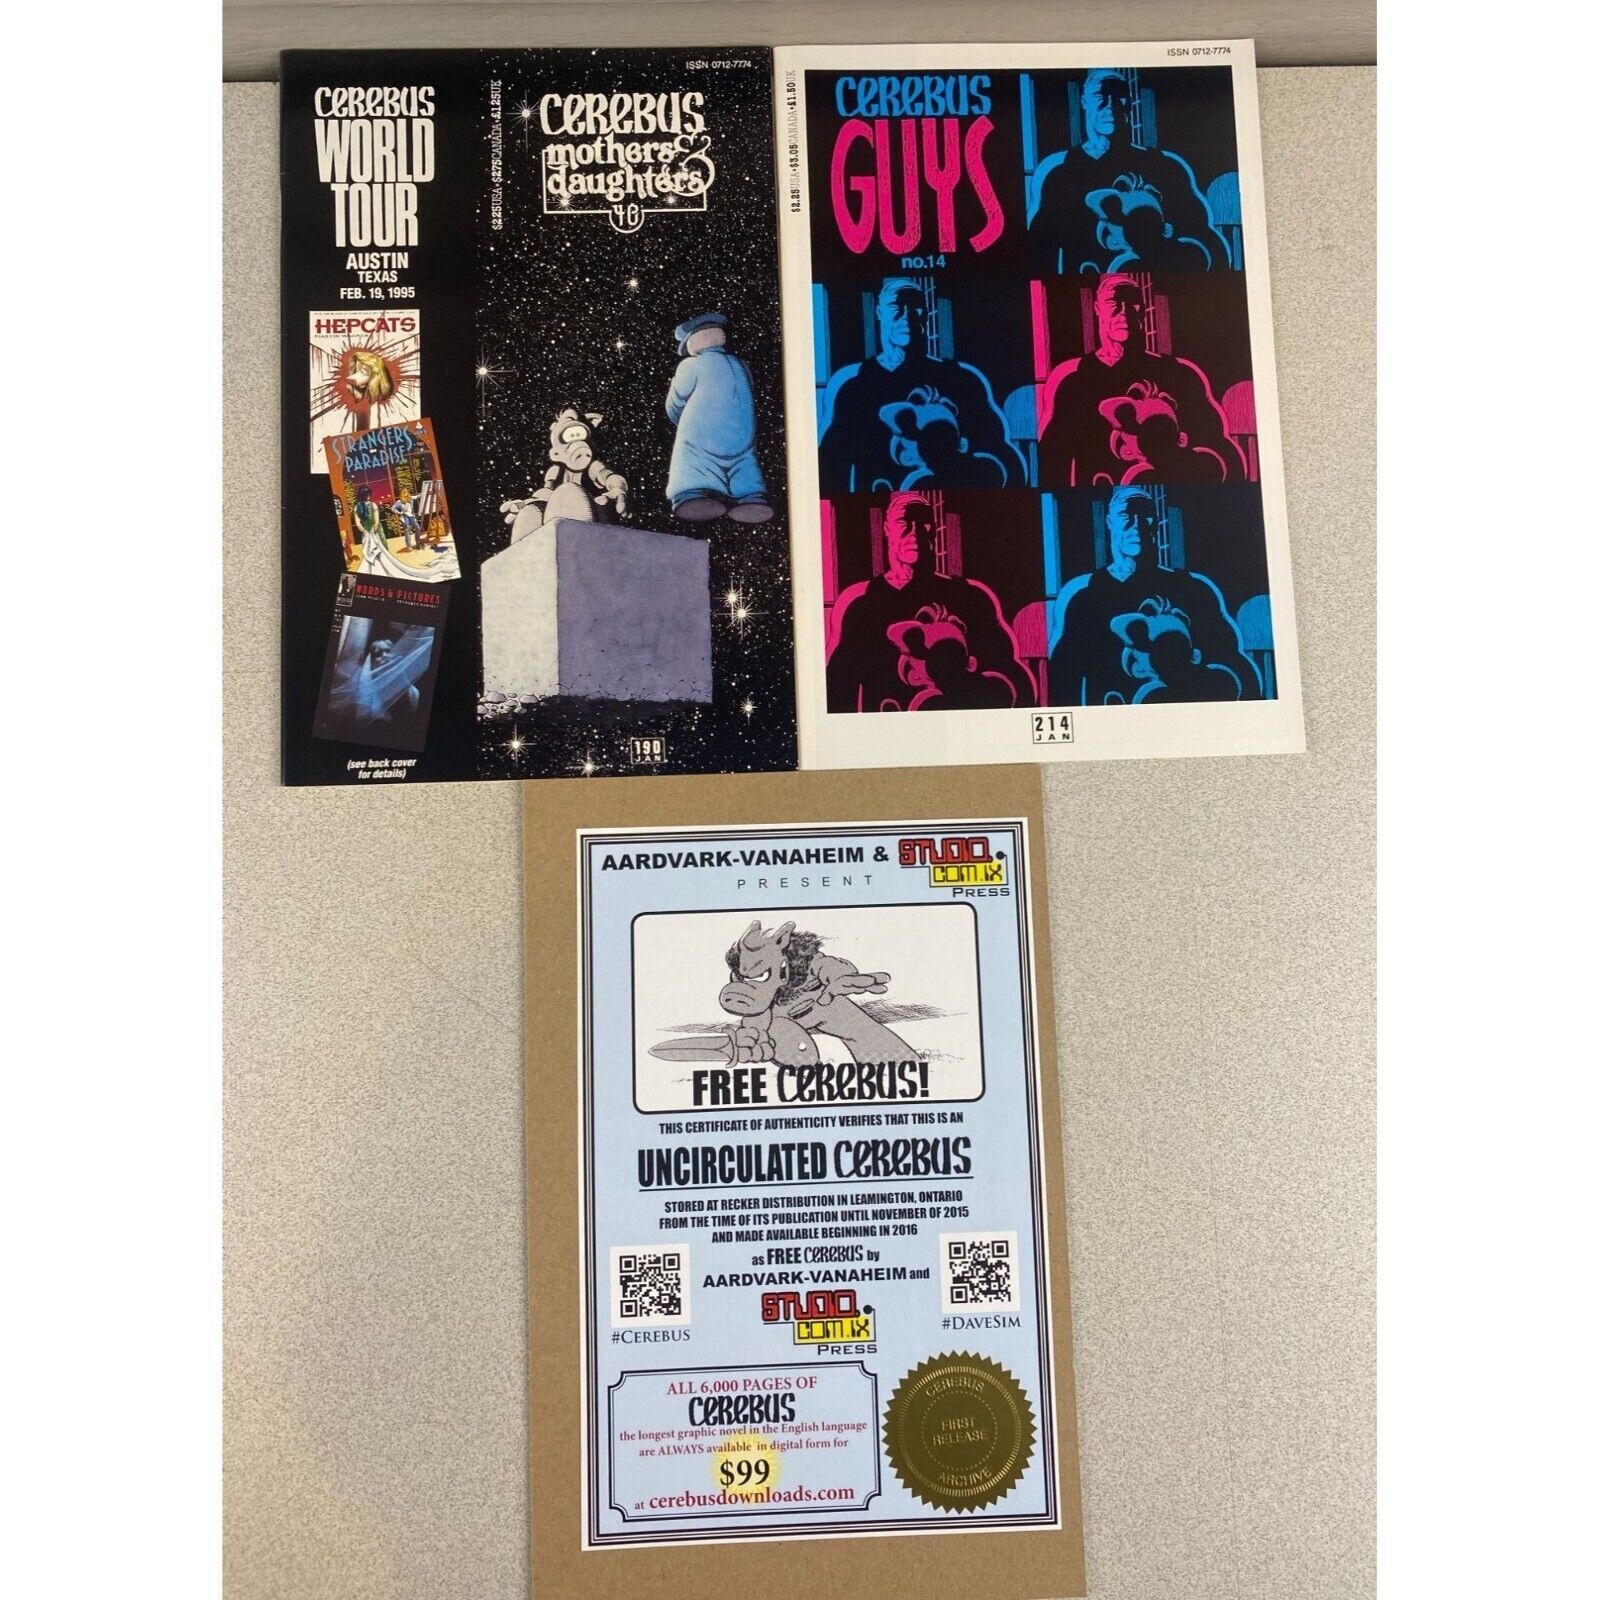 CEREBUS
WORLD
TOUR
AUSTIN
TEXAS
FEB. 19, 1995
HEPCATS
STRANGERS
IN
PARADISE
WORDS & PICTURES
(see back cover
for details)
ISSN 0712-7774
$2.25USA•$2.75CANADA•£1.25UK
CEREBUS
mothers &
daughters
40
190
JAN
ISSN 0712-7774
$2.25USA•$3.05CANADA•£1.50UK
CEREBUS
GUYS
no.14
214
JAN
AARDVARK-VANAHEIM &
STUDIO.
COM.IX
PRESS
PRESENT
FREE CEREBUS!
THIS CERTIFICATE OF AUTHENTICITY VERIFIES THAT THIS IS AN
UNCIRCULATED CEREBUS
STORED AT RECKER DISTRIBUTION IN LEAMINGTON, ONTARIO
FROM THE TIME OF ITS PUBLICATION UNTIL NOVEMBER OF 2015
AND MADE AVAILABLE BEGINNING IN 2016
as FREE CEREBUS by
AARDVARK-VANAHEIM and
STUDIO.
COM.IX
PRESS
#CEREBUS
#DAVESIM
ALL 6,000 PAGES OF
CEREBUS
the longest graphic novel in the English language
are ALWAYS available in digital form for
$99
at cerebusdownloads.com
CEREBUS
FIRST
RELEASE
ARCHIVE